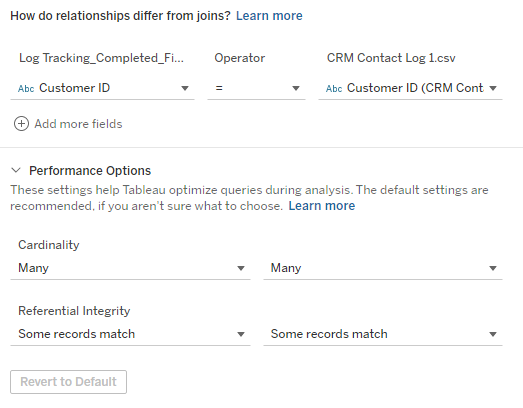 How do relationships differ from joins? Learn more
Log Tracking_Completed_Fi... Operator CRM Contact Log 1.csv
Abc Customer ID = Abc Customer ID (CRM Cont
Add more fields
Performance Options
These settings help Tableau optimize queries during analysis. The default settings are
recommended, if you aren't sure what to choose. Learn more
Cardinality
Many Many
Referential Integrity
Some records match Some records match
Revert to Default